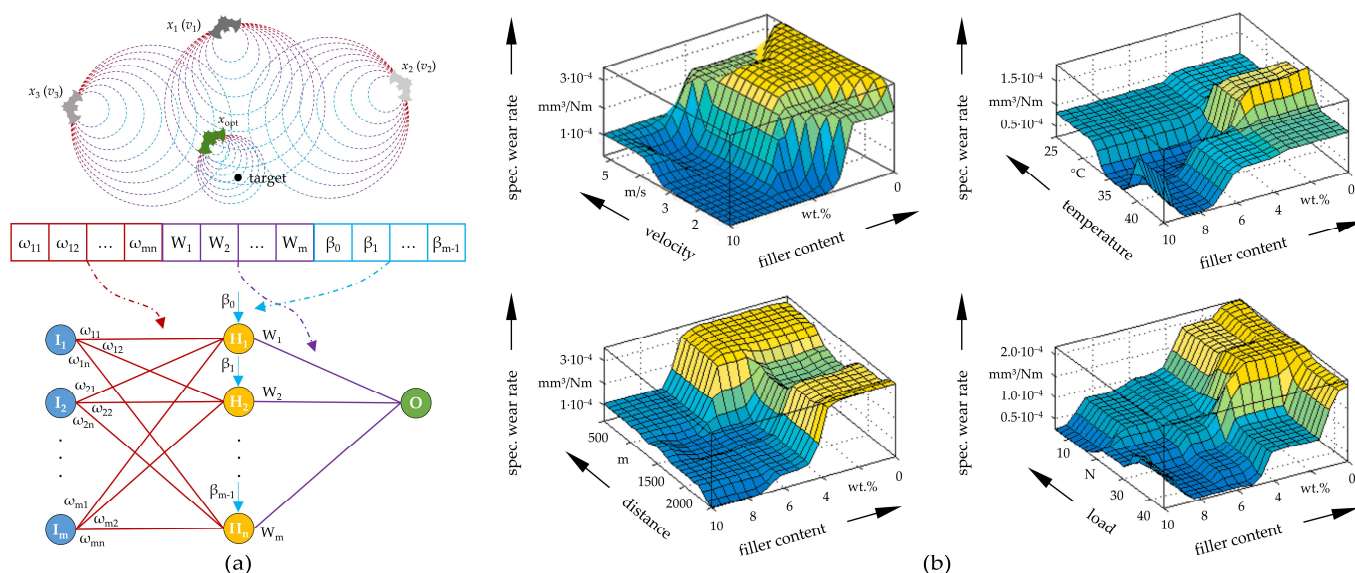 x₁ (v₁)
x₂ (v₂)
x₃ (v₃)
xₒₚₜ
target
ω₁₁ ω₁₂ … ωₘₙ W₁ W₂ … Wₘ β₀ β₁ … βₘ₋₁
β₀
I₁ ω₁₁ ω₁₂ ω₁ₙ H₁ W₁
β₁
I₂ ω₂₁ ω₂₂ ω₂ₙ H₂ W₂ O
βₘ₋₁
Iₘ ωₘ₁ ωₘ₂ ωₘₙ Hₙ Wₘ
(a)
spec. wear rate
3·10⁻⁴
mm³/Nm
1·10⁻⁴
5
m/s
3
2
velocity
10
wt.%
0
filler content
spec. wear rate
1.5·10⁻⁴
mm³/Nm
0.5·10⁻⁴
25
°C
35
40
temperature
10
8
6
4
wt.%
0
filler content
spec. wear rate
3·10⁻⁴
mm³/Nm
1·10⁻⁴
500
m
1500
2000
distance
10
8
6
4
wt.%
0
filler content
spec. wear rate
2.0·10⁻⁴
mm³/Nm
1.0·10⁻⁴
0.5·10⁻⁴
10
N
30
40
load
10
8
6
4
wt.%
0
filler content
(b)